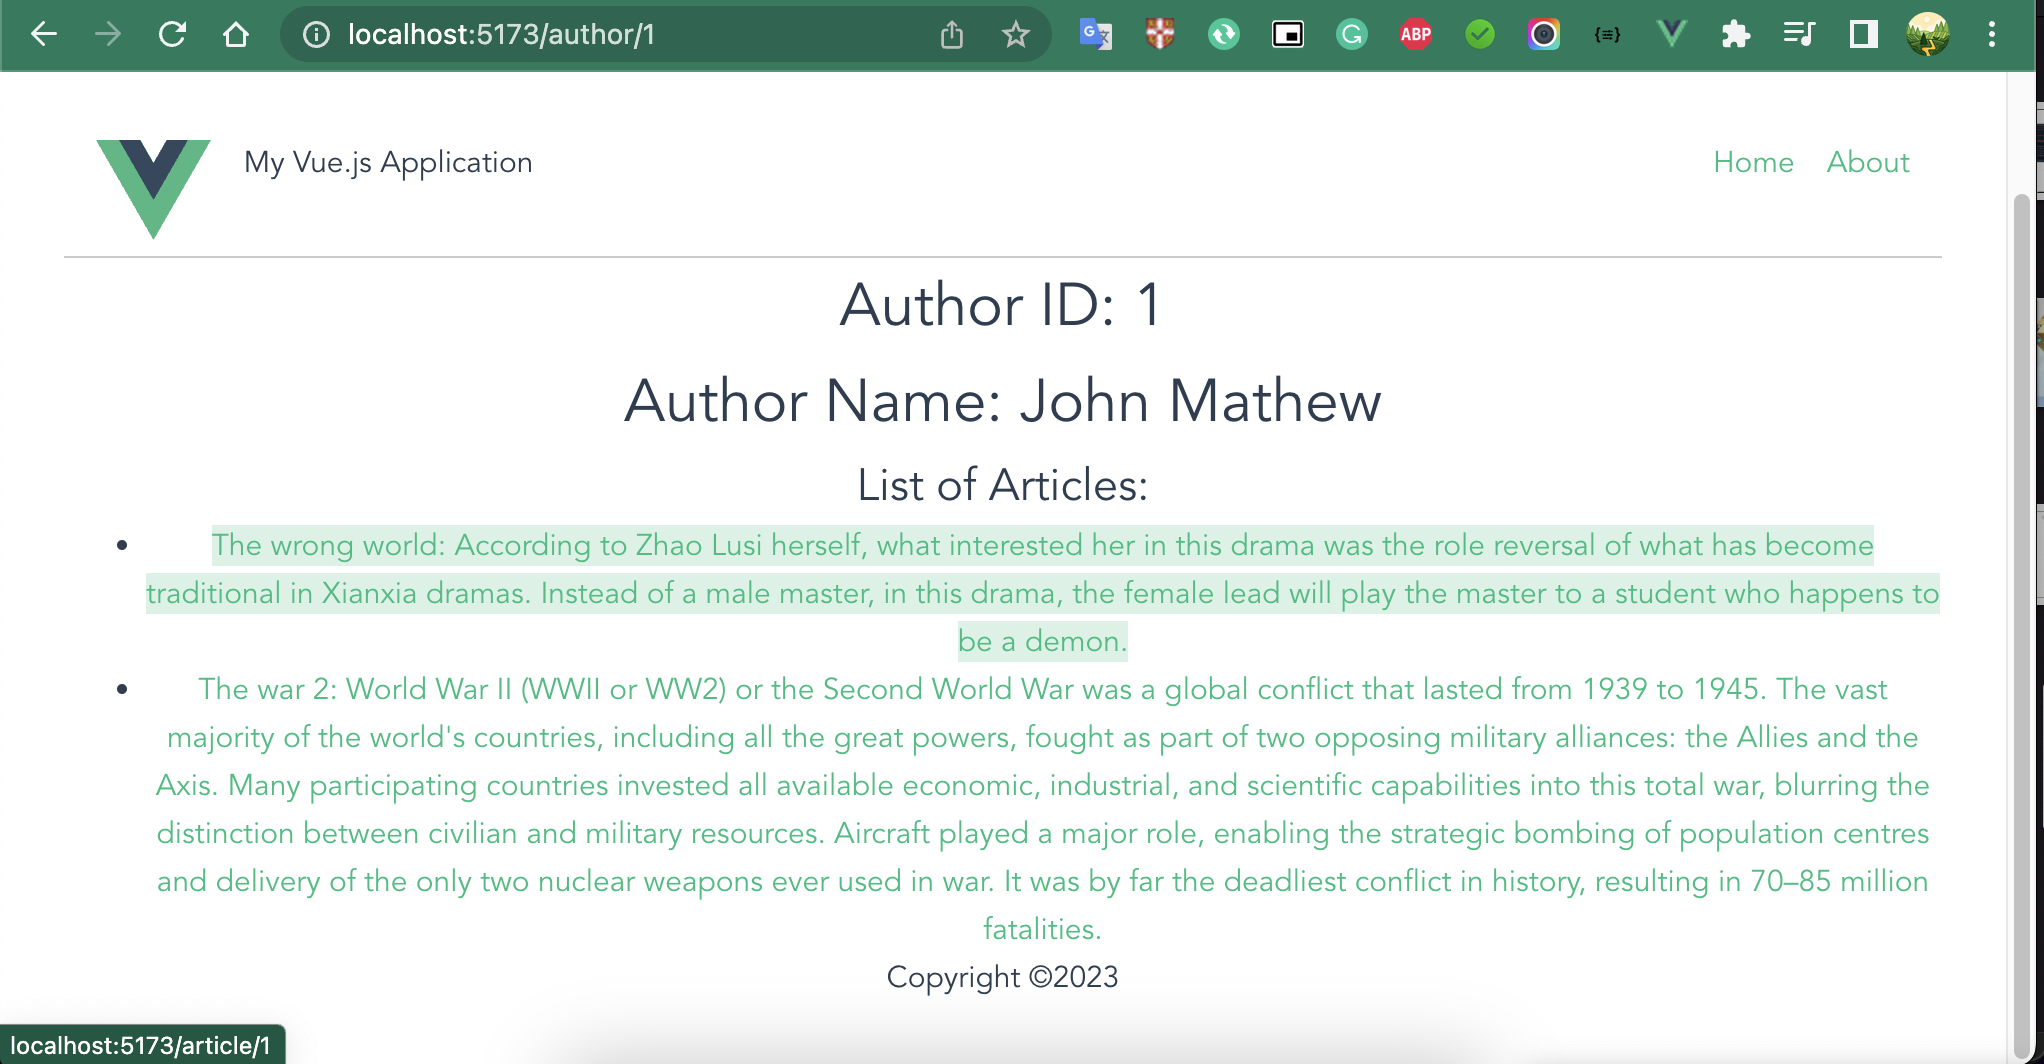 localhost:5173/author/1
G
ABP
G
{≡}
My Vue.js Application
Home About
Author ID: 1
Author Name: John Mathew
List of Articles:
• The wrong world: According to Zhao Lusi herself, what interested her in this drama was the role reversal of what has become
traditional in Xianxia dramas. Instead of a male master, in this drama, the female lead will play the master to a student who happens to
be a demon.
• The war 2: World War II (WWII or WW2) or the Second World War was a global conflict that lasted from 1939 to 1945. The vast
majority of the world's countries, including all the great powers, fought as part of two opposing military alliances: the Allies and the
Axis. Many participating countries invested all available economic, industrial, and scientific capabilities into this total war, blurring the
distinction between civilian and military resources. Aircraft played a major role, enabling the strategic bombing of population centres
and delivery of the only two nuclear weapons ever used in war. It was by far the deadliest conflict in history, resulting in 70–85 million
fatalities.
Copyright ©2023
localhost:5173/article/1